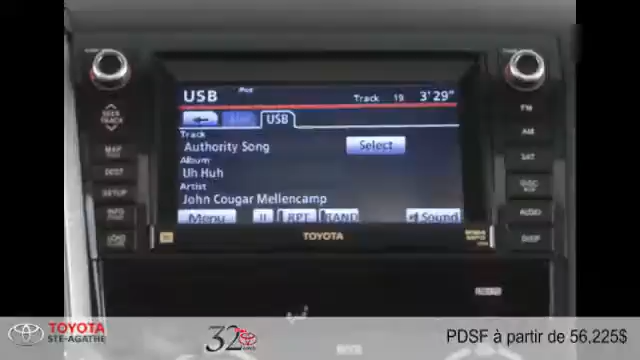 USB
Track 19 3'29"
USB
Track
Authority Song
Select
Album
Uh Huh
Artist
John Cougar Mellencamp
Menu II RPT RAND Sound
SEEK
TRACK
MAP
DEST
SETUP
INFO
FM
AM
SAT
DISC
AUDIO
DISP
TOYOTA
TOYOTA
STE-AGATHE
32
PDSF à partir de 56,225$